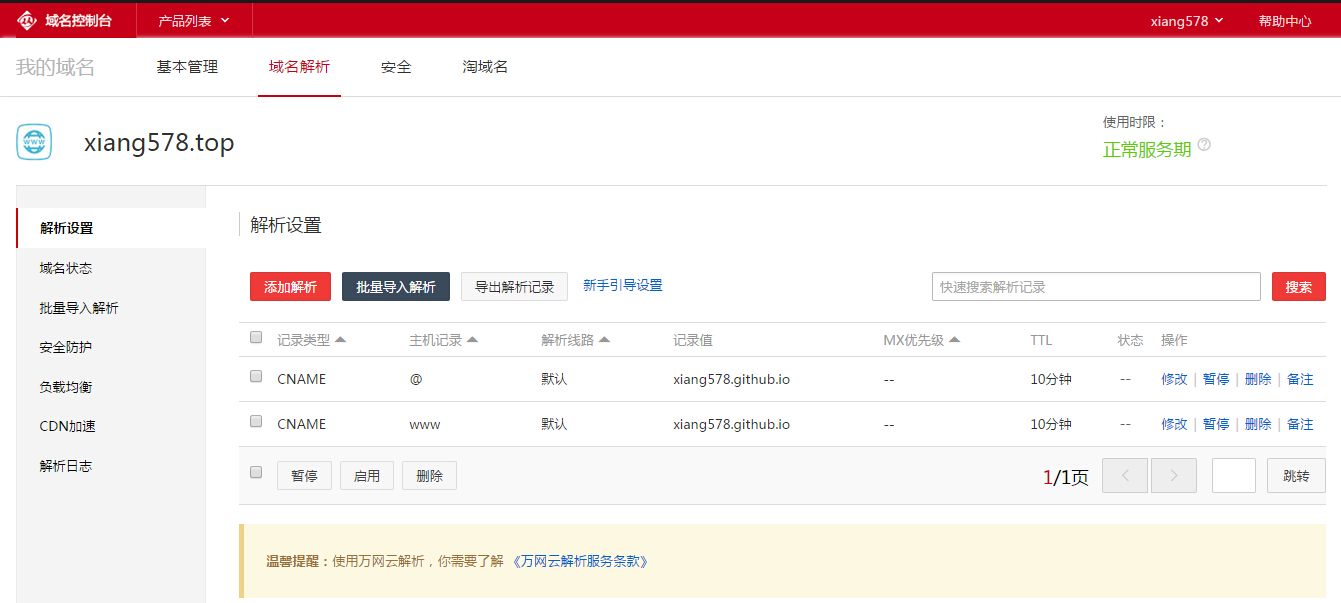 域名控制台 产品列表 xiang578 帮助中心
我的域名 基本管理 域名解析 安全 淘域名
www xiang578.top
使用时限：
正常服务期 ?
解析设置
域名状态
批量导入解析
安全防护
负载均衡
CDN加速
解析日志
解析设置
添加解析 批量导入解析 导出解析记录 新手引导设置 快速搜索解析记录 搜索
记录类型 主机记录 解析线路 记录值 MX优先级 TTL 状态 操作
CNAME @ 默认 xiang578.github.io -- 10分钟 -- 修改 | 暂停 | 删除 | 备注
CNAME www 默认 xiang578.github.io -- 10分钟 -- 修改 | 暂停 | 删除 | 备注
暂停 启用 删除 1/1页 < > 跳转
温馨提醒：使用万网云解析，你需要了解 《万网云解析服务条款》